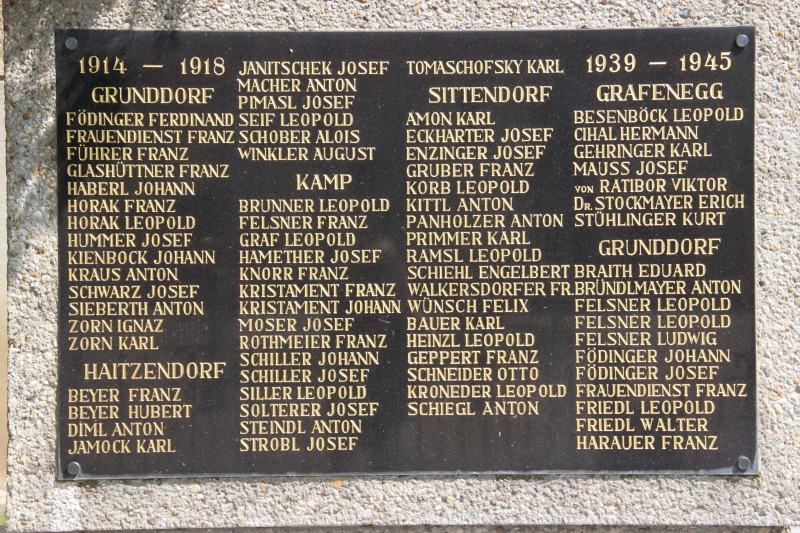 1914 — 1918
GRUNDDORF
FÖDINGER FERDINAND
FRAUENDIENST FRANZ
FÜHRER FRANZ
GLASHÜTTNER FRANZ
HABERL JOHANN
HORAK FRANZ
HORAK LEOPOLD
HUMMER JOSEF
KIENBOCK JOHANN
KRAUS ANTON
SCHWARZ JOSEF
SIEBERTH ANTON
ZORN IGNAZ
ZORN KARL
HAITZENDORF
BEYER FRANZ
BEYER HUBERT
DIML ANTON
JAMOCK KARL
JANITSCHEK JOSEF
MACHER ANTON
PIMASL JOSEF
SEIF LEOPOLD
SCHOBER ALOIS
WINKLER AUGUST
KAMP
BRUNNER LEOPOLD
FELSNER FRANZ
GRAF LEOPOLD
HAMETHER JOSEF
KNORR FRANZ
KRISTAMENT FRANZ
KRISTAMENT JOHANN
MOSER JOSEF
ROTHMEIER FRANZ
SCHILLER JOHANN
SCHILLER JOSEF
SILLER LEOPOLD
SOLTERER JOSEF
STEINDL ANTON
STROBL JOSEF
TOMASCHOFSKY KARL
SITTENDORF
AMON KARL
ECKHARTER JOSEF
ENZINGER JOSEF
GRUBER FRANZ
KORB LEOPOLD
KITTL ANTON
PANHOLZER ANTON
PRIMMER KARL
RAMSL LEOPOLD
SCHIEHL ENGELBERT
WALKERSDORFER FR.
WÜNSCH FELIX
BAUER KARL
HEINZL LEOPOLD
GEPPERT FRANZ
SCHNEIDER OTTO
KRONEDER LEOPOLD
SCHIEGL ANTON
1939 — 1945
GRAFENEGG
BESENBÖCK LEOPOLD
CIHAL HERMANN
GEHRINGER KARL
MAUSS JOSEF
VON RATIBOR VIKTOR
DR. STOCKMAYER ERICH
STÜHLINGER KURT
GRUNDDORF
BRAITH EDUARD
BRÜNDLMAYER ANTON
FELSNER LEOPOLD
FELSNER LEOPOLD
FELSNER LUDWIG
FÖDINGER JOHANN
FÖDINGER JOSEF
FRAUENDIENST FRANZ
FRIEDL LEOPOLD
FRIEDL WALTER
HARAUER FRANZ